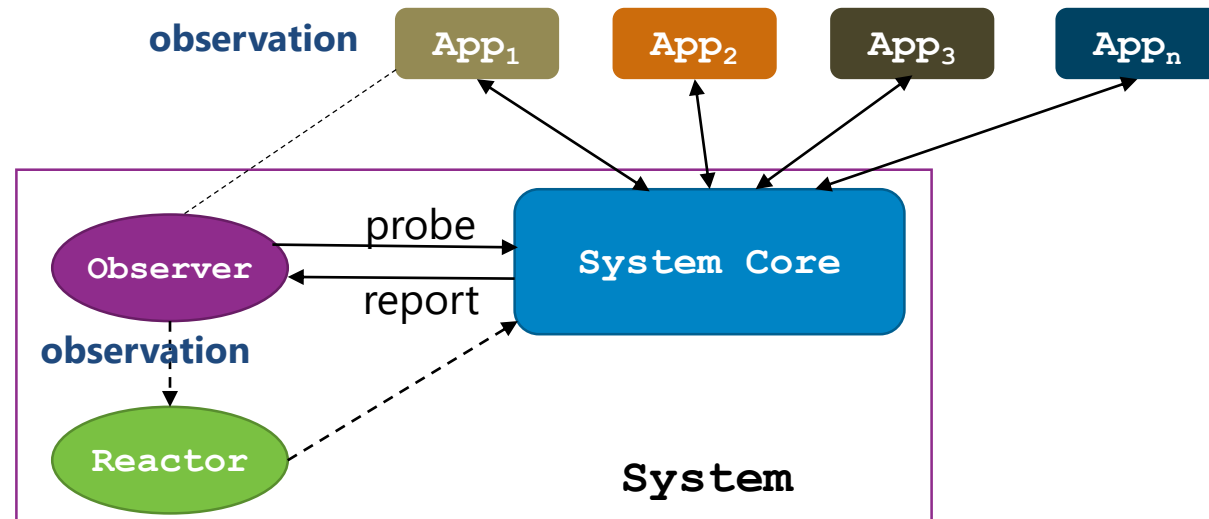 observation
App₁
App₂
App₃
Appₙ
probe
Observer
System Core
report
observation
Reactor
System